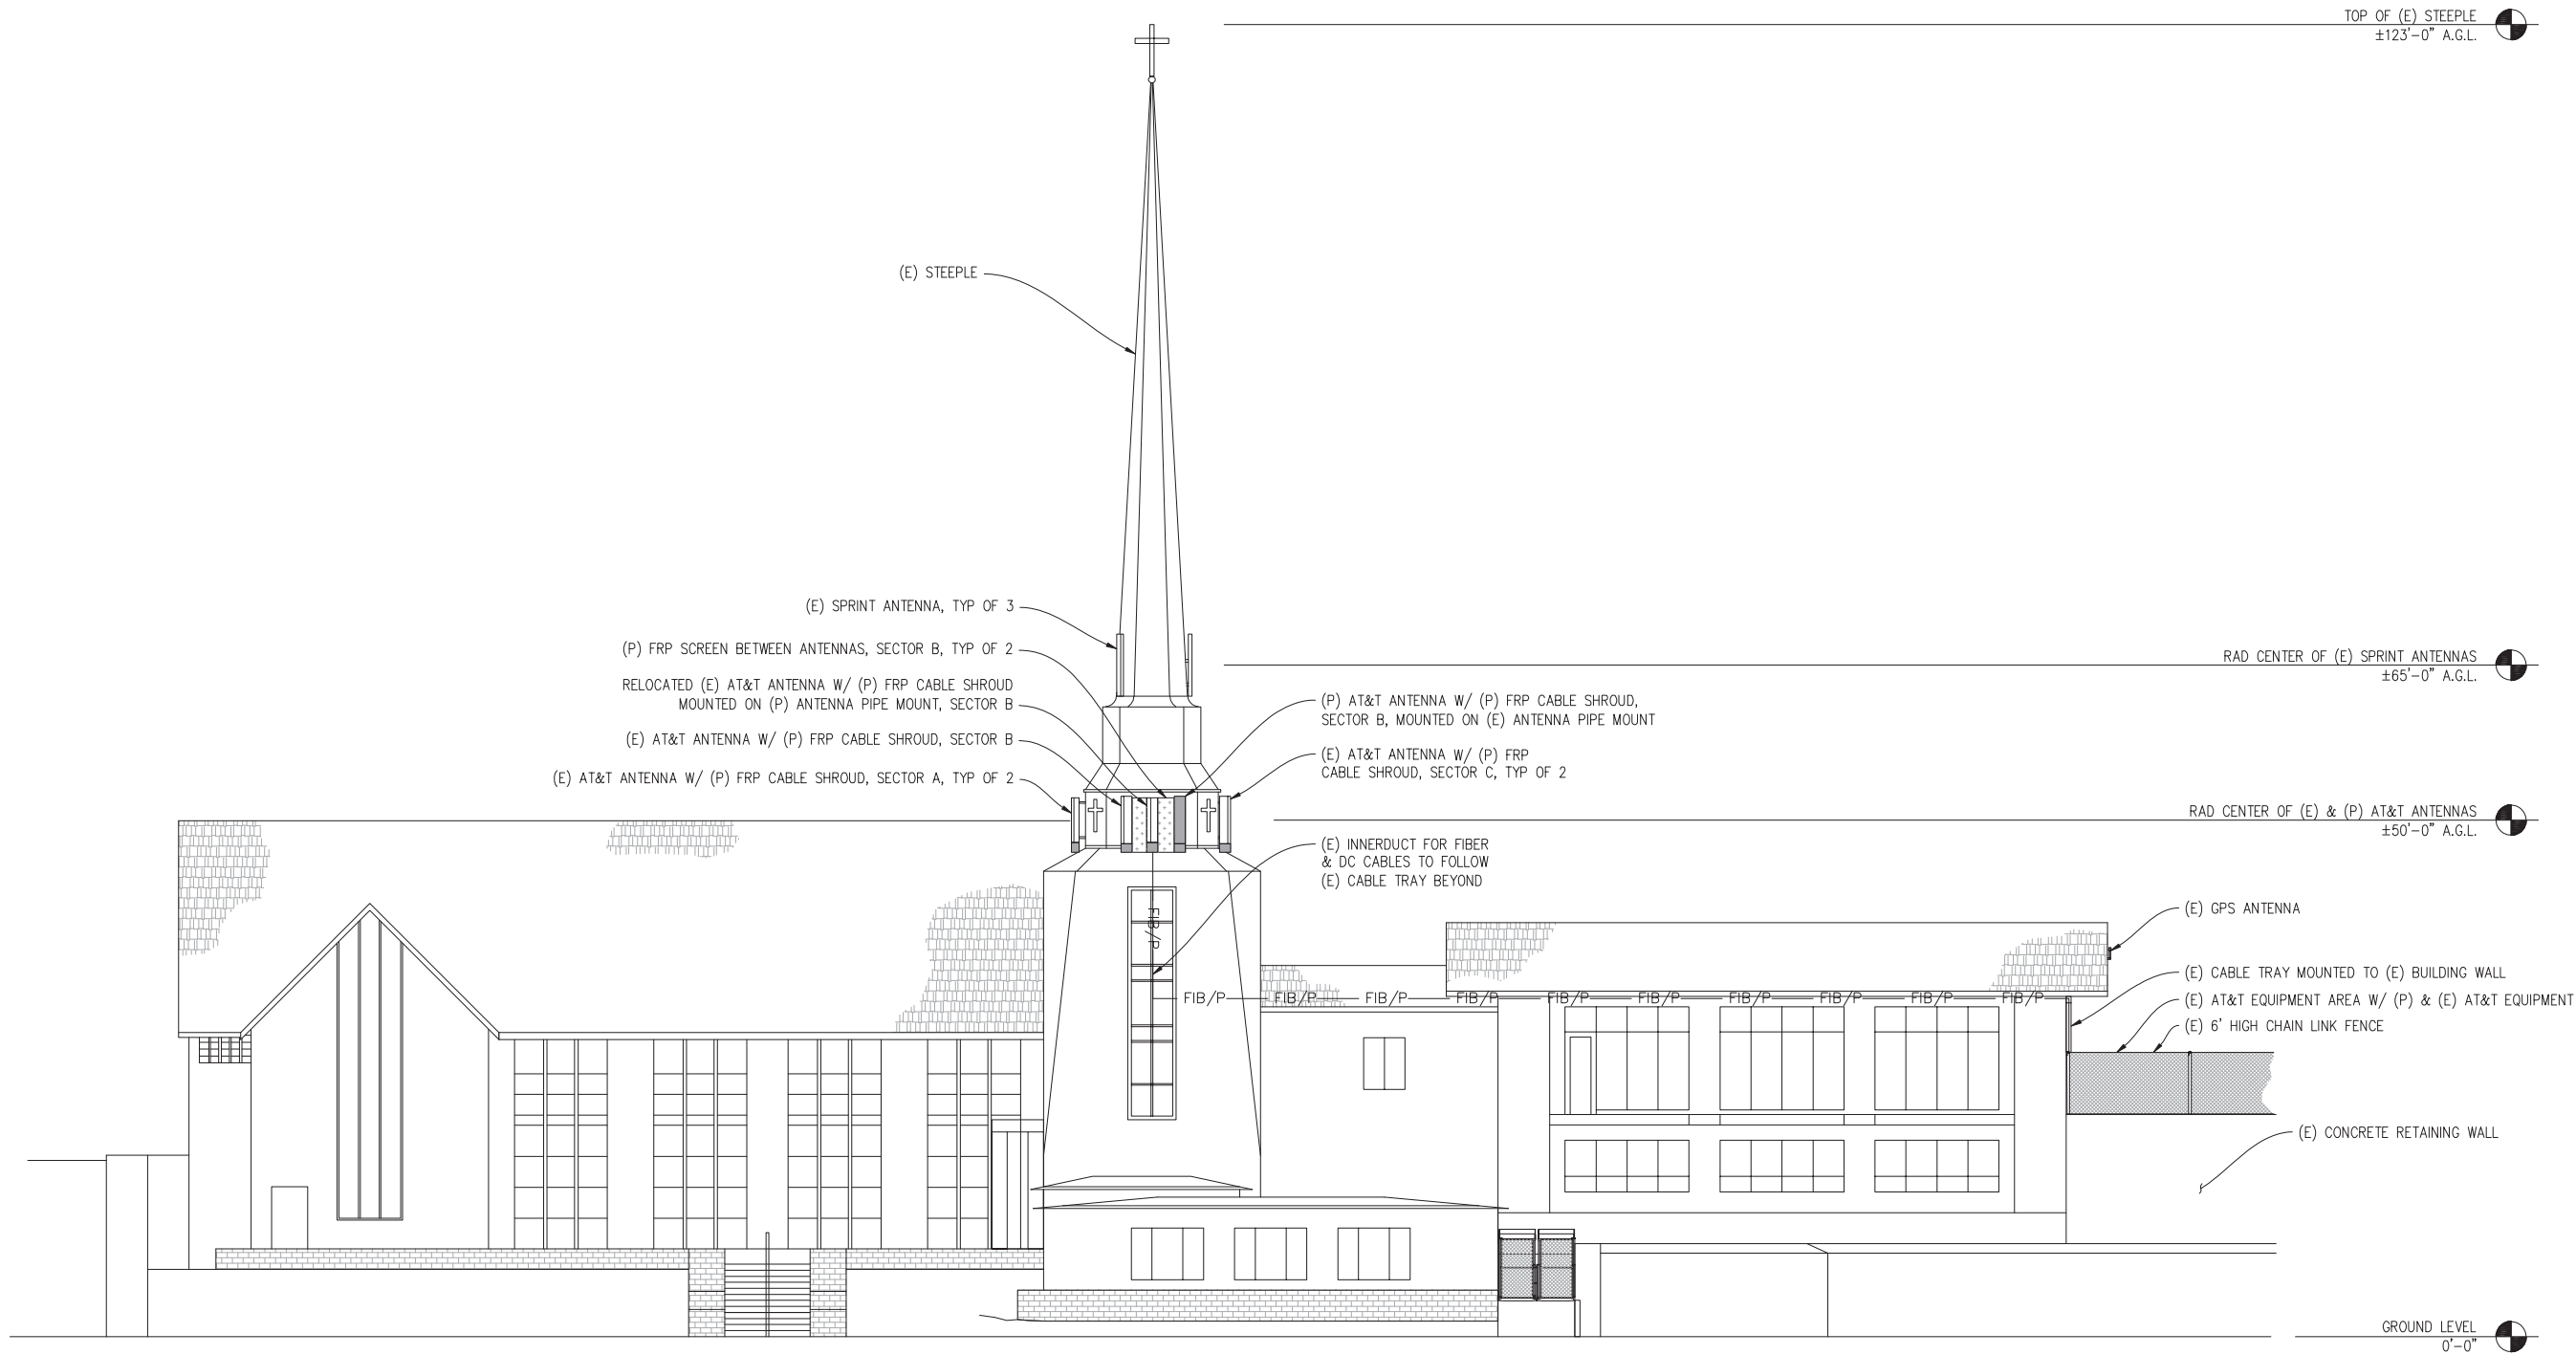 TOP OF (E) STEEPLE
±123'-0" A.G.L.
(E) STEEPLE
(E) SPRINT ANTENNA, TYP OF 3
(P) FRP SCREEN BETWEEN ANTENNAS, SECTOR B, TYP OF 2
RELOCATED (E) AT&T ANTENNA W/ (P) FRP CABLE SHROUD
MOUNTED ON (P) ANTENNA PIPE MOUNT, SECTOR B
(E) AT&T ANTENNA W/ (P) FRP CABLE SHROUD, SECTOR B
(E) AT&T ANTENNA W/ (P) FRP CABLE SHROUD, SECTOR A, TYP OF 2
(P) AT&T ANTENNA W/ (P) FRP CABLE SHROUD,
SECTOR B, MOUNTED ON (E) ANTENNA PIPE MOUNT
(E) AT&T ANTENNA W/ (P) FRP
CABLE SHROUD, SECTOR C, TYP OF 2
RAD CENTER OF (E) SPRINT ANTENNAS
±65'-0" A.G.L.
RAD CENTER OF (E) & (P) AT&T ANTENNAS
±50'-0" A.G.L.
(E) INNERDUCT FOR FIBER
& DC CABLES TO FOLLOW
(E) CABLE TRAY BEYOND
(E) GPS ANTENNA
(E) CABLE TRAY MOUNTED TO (E) BUILDING WALL
(E) AT&T EQUIPMENT AREA W/ (P) & (E) AT&T EQUIPMENT
(E) 6' HIGH CHAIN LINK FENCE
FIB/P
FIB/P FIB/P FIB/P FIB/P FIB/P FIB/P FIB/P FIB/P FIB/P FIB/P
(E) CONCRETE RETAINING WALL
GROUND LEVEL
0'-0"